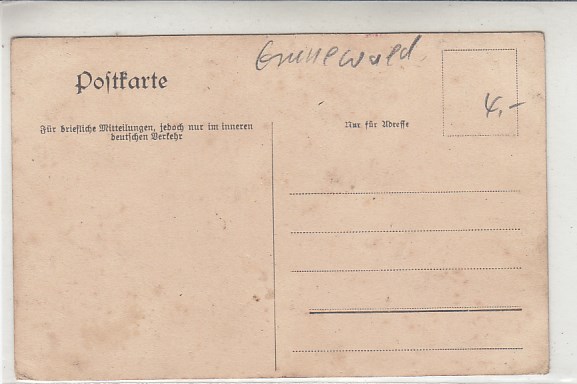 Grunewald
Postkarte
4,-
Für briefliche Mitteilungen, jedoch nur im inneren
deutschen Verkehr
Nur für Adresse